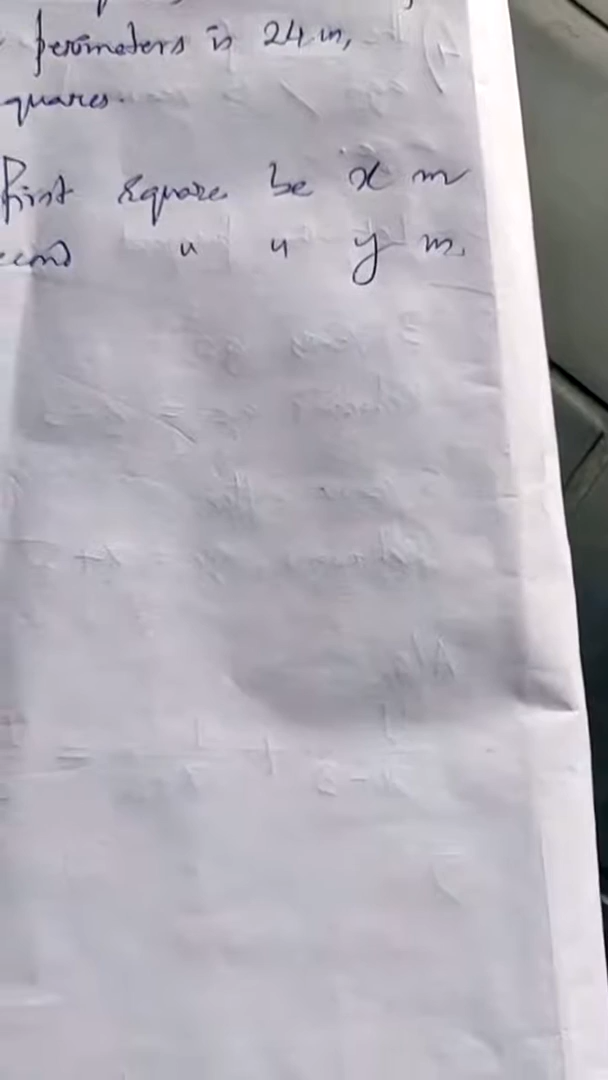 perimeters is 24 m,
quares.
first square be x m
econd " " y m.